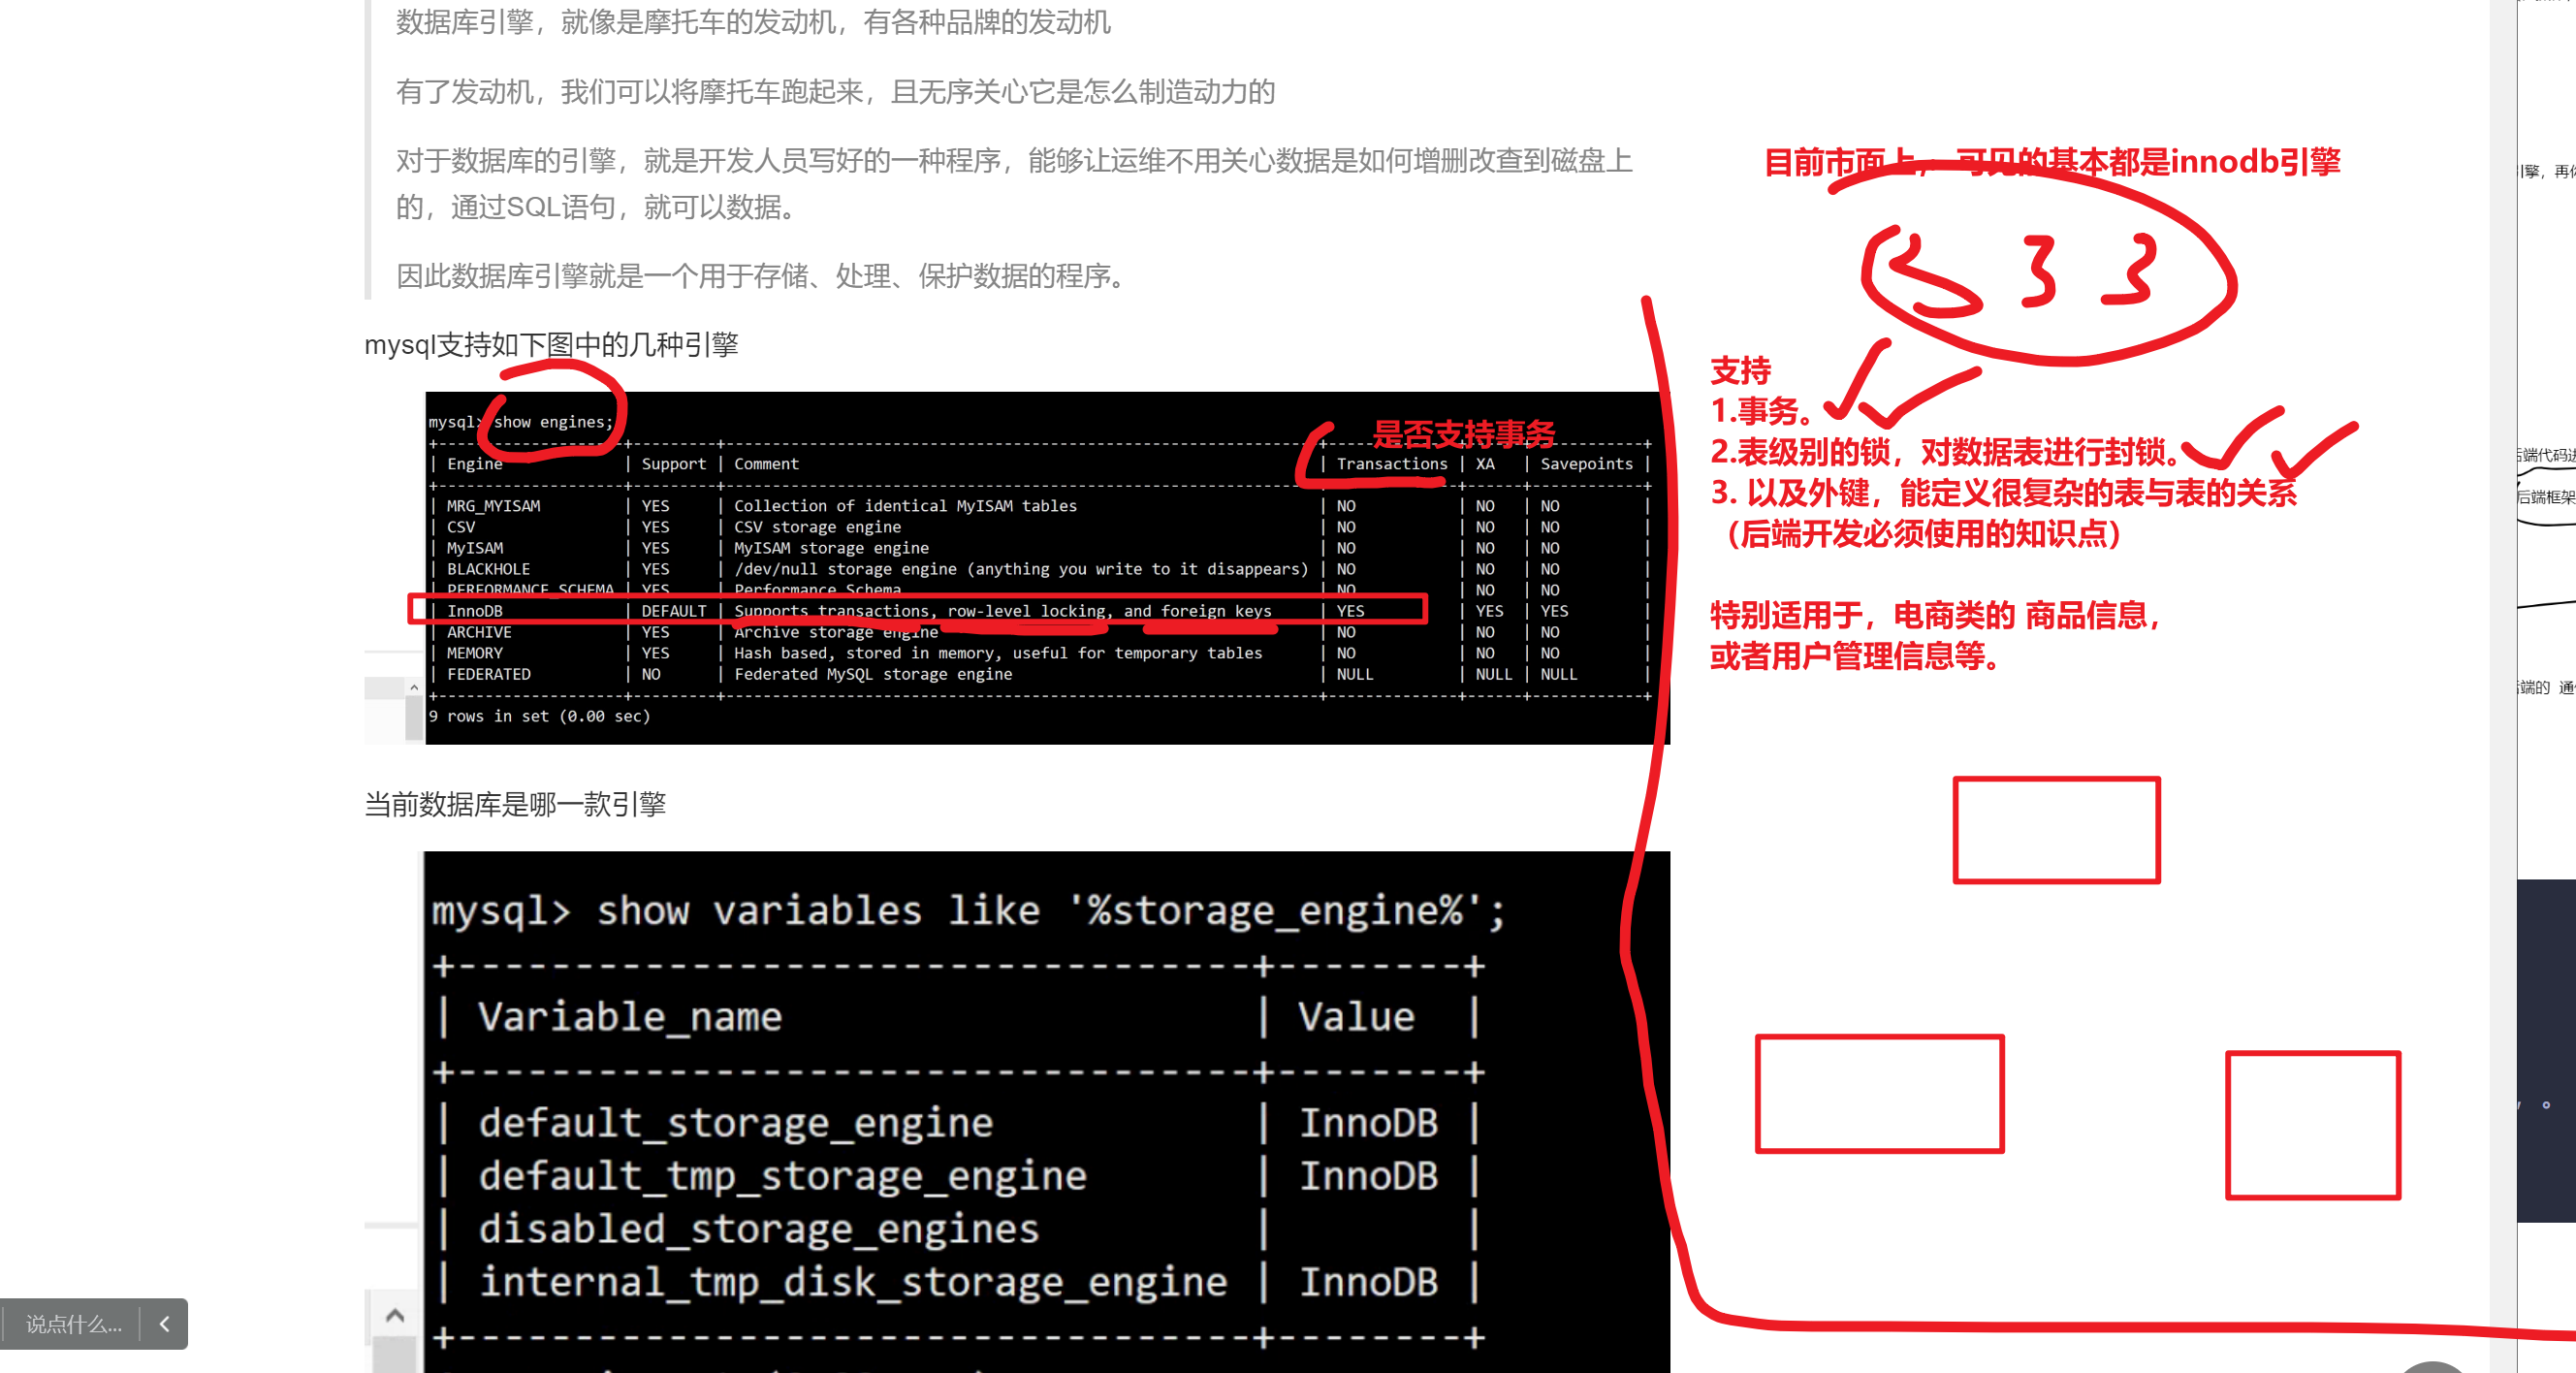 数据库引擎，就像是摩托车的发动机，有各种品牌的发动机
有了发动机，我们可以将摩托车跑起来，且无序关心它是怎么制造动力的
对于数据库的引擎，就是开发人员写好的一种程序，能够让运维不用关心数据是如何增删改查到磁盘上
的，通过SQL语句，就可以数据。
因此数据库引擎就是一个用于存储、处理、保护数据的程序。
mysql支持如下图中的几种引擎
mysql> show engines;
是否支持事务
| Engine | Support | Comment | Transactions | XA | Savepoints |
| MRG_MYISAM | YES | Collection of identical MyISAM tables | NO | NO | NO |
| CSV | YES | CSV storage engine | NO | NO | NO |
| MyISAM | YES | MyISAM storage engine | NO | NO | NO |
| BLACKHOLE | YES | /dev/null storage engine (anything you write to it disappears) | NO | NO | NO |
| PERFORMANCE_SCHEMA | YES | Performance Schema | NO | NO | NO |
| InnoDB | DEFAULT | Supports transactions, row-level locking, and foreign keys | YES | YES | YES |
| ARCHIVE | YES | Archive storage engine | NO | NO | NO |
| MEMORY | YES | Hash based, stored in memory, useful for temporary tables | NO | NO | NO |
| FEDERATED | NO | Federated MySQL storage engine | NULL | NULL | NULL |
9 rows in set (0.00 sec)
当前数据库是哪一款引擎
mysql> show variables like '%storage_engine%';
| Variable_name | Value |
| default_storage_engine | InnoDB |
| default_tmp_storage_engine | InnoDB |
| disabled_storage_engines | |
| internal_tmp_disk_storage_engine | InnoDB |
目前市面上，可见的基本都是innodb引擎
支持
1.事务。
2.表级别的锁，对数据表进行封锁。
3. 以及外键，能定义很复杂的表与表的关系
（后端开发必须使用的知识点）
特别适用于，电商类的 商品信息，
或者用户管理信息等。
引擎，再
后端代码
后端框架
端的 通
，。
说点什么...